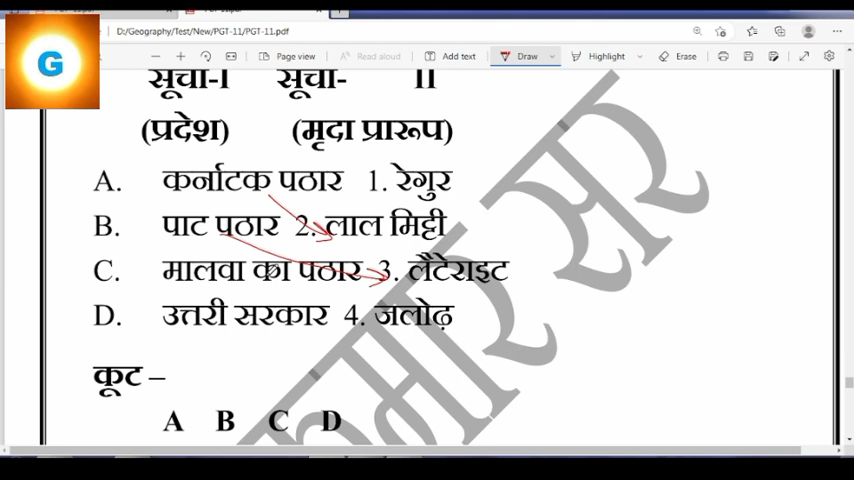 D:/Geography/Test/New/PGT-11/PGT-11.pdf
Page view
Read aloud
Add text
Draw
Highlight
Erase
G
सूची-I सूची- II
(प्रदेश) (मृदा प्रारूप)
A. कर्नाटक पठार 1. रेगुर
B. पाट पठार 2. लाल मिट्टी
C. मालवा का पठार 3. लैटेराइट
D. उत्तरी सरकार 4. जलोढ़
कूट –
A B C D
कुमार सर